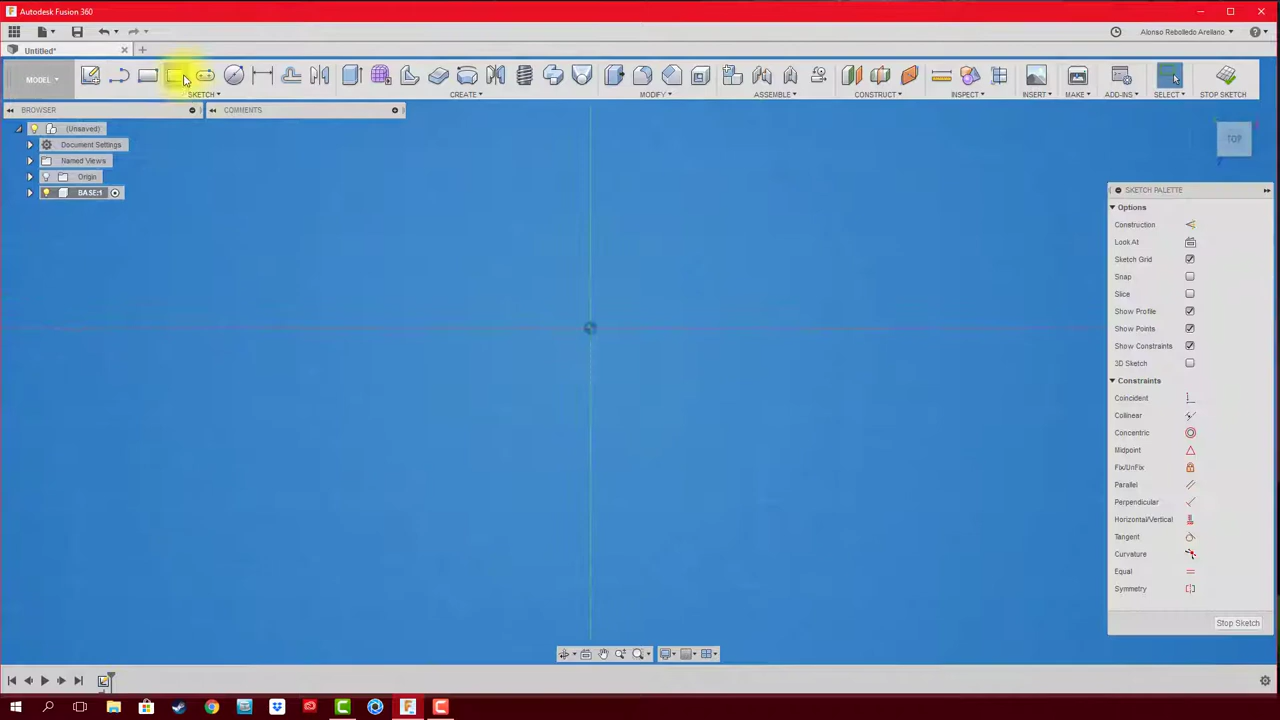 Autodesk Fusion 360
Alonso Rebolledo Arellano
Untitled*
MODEL
SKETCH
CREATE
MODIFY
ASSEMBLE
CONSTRUCT
INSPECT
INSERT
MAKE
ADD-INS
SELECT
STOP SKETCH
BROWSER
COMMENTS
(Unsaved)
Document Settings
Named Views
Origin
BASE:1
TOP
SKETCH PALETTE
Options
Construction
Look At
Sketch Grid
Snap
Slice
Show Profile
Show Points
Show Constraints
3D Sketch
Constraints
Coincident
Collinear
Concentric
Midpoint
Fix/UnFix
Parallel
Perpendicular
Horizontal/Vertical
Tangent
Curvature
Equal
Symmetry
Stop Sketch